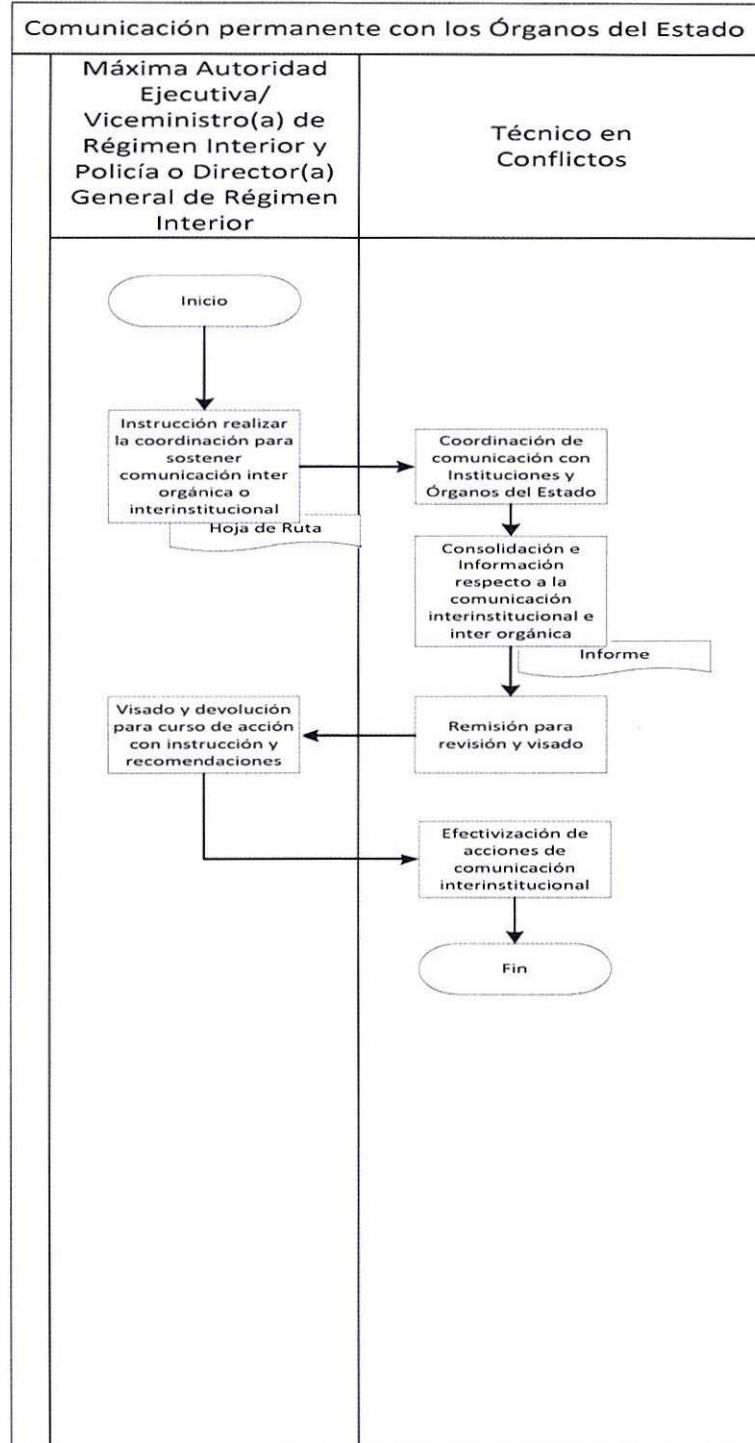 Comunicación permanente con los Órganos del Estado
Máxima Autoridad
Ejecutiva/
Viceministro(a) de
Régimen Interior y
Policía o Director(a)
General de Régimen
Interior
Técnico en
Conflictos
Inicio
Instrucción realizar
la coordinación para
sostener
comunicación inter
orgánica o
interinstitucional
Hoja de Ruta
Coordinación de
comunicación con
Instituciones y
Órganos del Estado
Consolidación e
Información
respecto a la
comunicación
interinstitucional e
inter orgánica
Informe
Remisión para
revisión y visado
Visado y devolución
para curso de acción
con instrucción y
recomendaciones
Efectivización de
acciones de
comunicación
interinstitucional
Fin